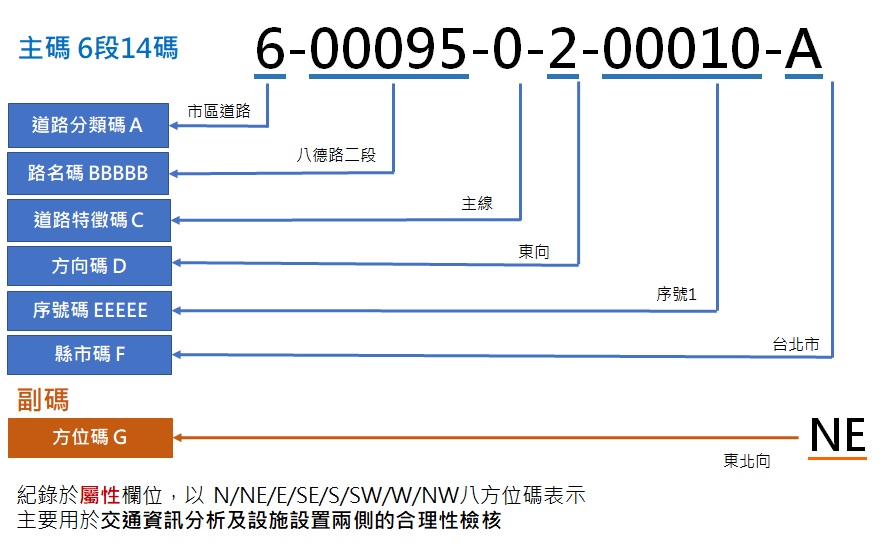 主碼 6段14碼
6-00095-0-2-00010-A
市區道路
道路分類碼 A
八德路二段
路名碼 BBBBB
主線
道路特徵碼 C
東向
方向碼 D
序號1
序號碼 EEEEE
台北市
縣市碼 F
副碼
方位碼 G
NE
東北向
紀錄於屬性欄位，以 N/NE/E/SE/S/SW/W/NW八方位碼表示
主要用於交通資訊分析及設施設置兩側的合理性檢核